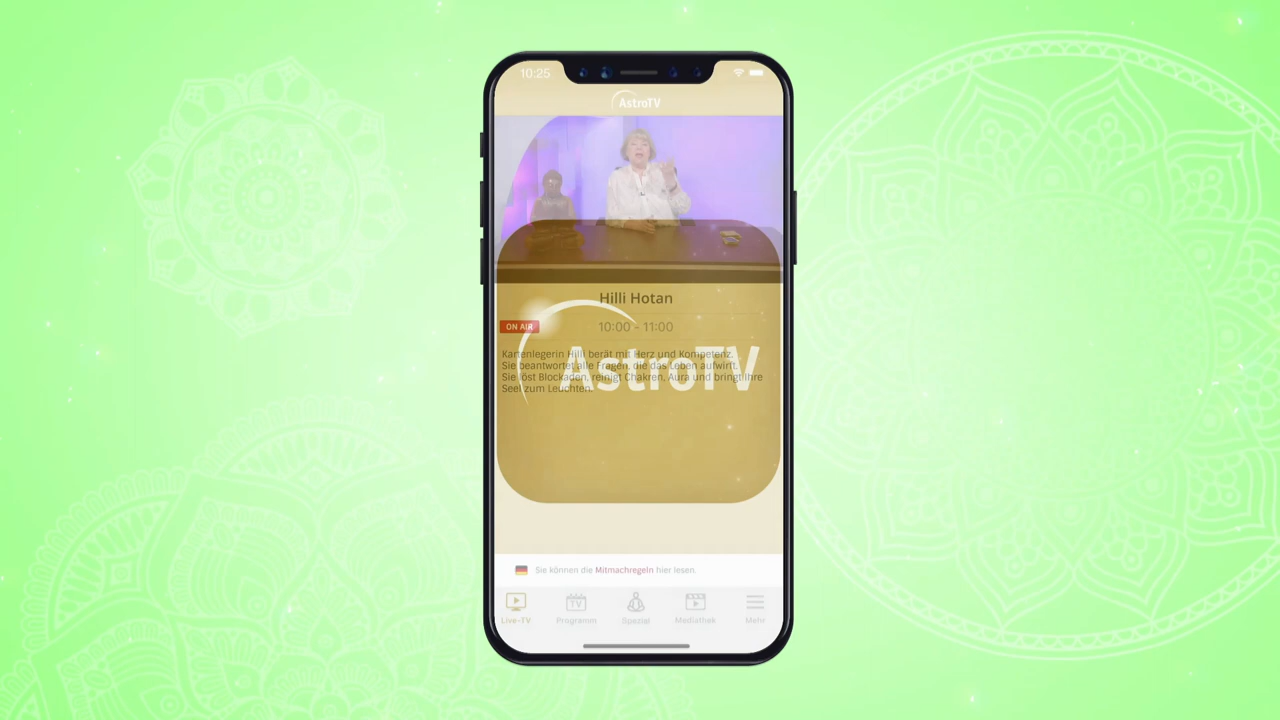 10:25
AstroTV
Hilli Hotan
ON AIR
10:00 - 11:00
Kartenlegerin Hilli berät mit Herz und Kompetenz.
Sie beantwortet alle Fragen, die das Leben aufwirft.
Sie löst Blockaden, reinigt Chakren, Aura und bringt Ihre
Seele zum Leuchten.
AstroTV
Sie können die Mitmachregeln hier lesen.
TV
Live-TV
Programm
Spezial
Mediathek
Mehr